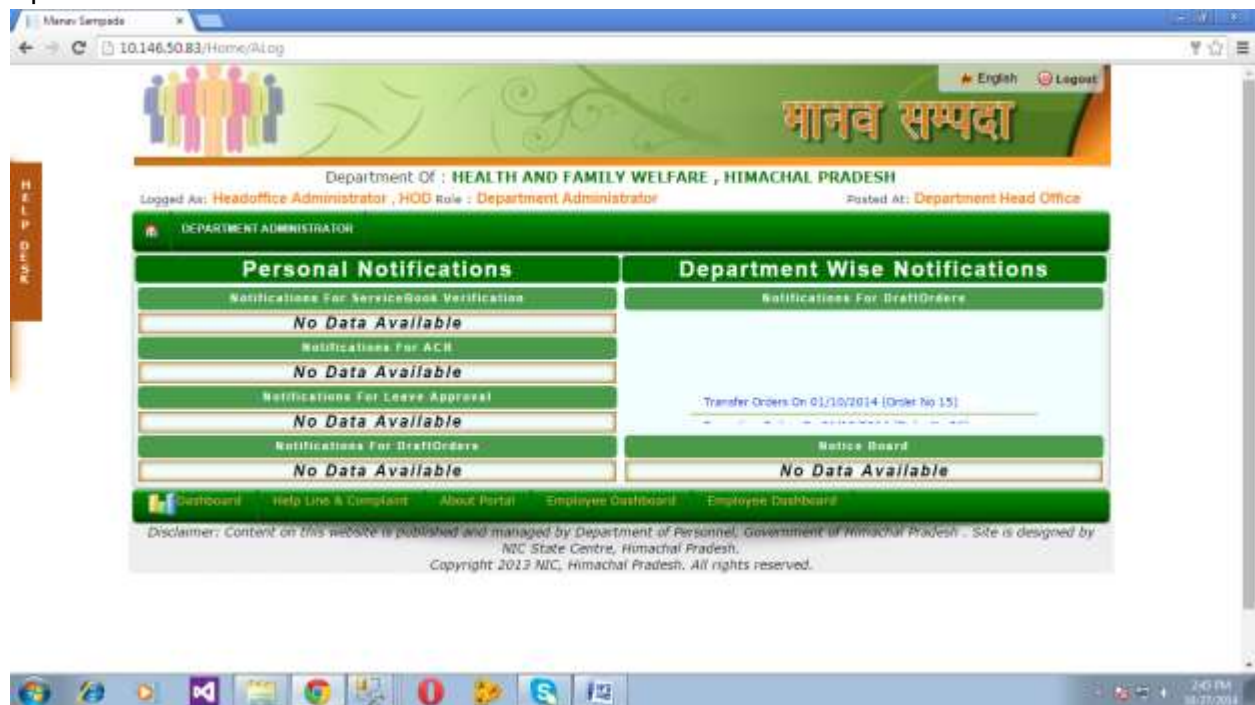 Manav Sampada
10.146.50.83/Home/ALog
English Logout
मानव सम्पदा
HELP DESK
Department Of : HEALTH AND FAMILY WELFARE , HIMACHAL PRADESH
Logged As: Headoffice Administrator , HOD Role : Department Administrator Posted At: Department Head Office
DEPARTMENT ADMINISTRATOR
Personal Notifications
Notifications For ServiceBook Verification
No Data Available
Notifications For ACR
No Data Available
Notifications For Leave Approval
No Data Available
Notifications For DraftOrders
No Data Available
Department Wise Notifications
Notifications For DraftOrders
Transfer Orders On 01/10/2014 (Order No 15)
Notice Board
No Data Available
Dashboard Help Line & Complaint About Portal Employee Dashboard Employee Dashboard
Disclaimer: Content on this website is published and managed by Department of Personnel, Government of Himachal Pradesh . Site is designed by
NIC State Centre, Himachal Pradesh.
Copyright 2013 NIC, Himachal Pradesh. All rights reserved.
2:45 PM
10/27/2014